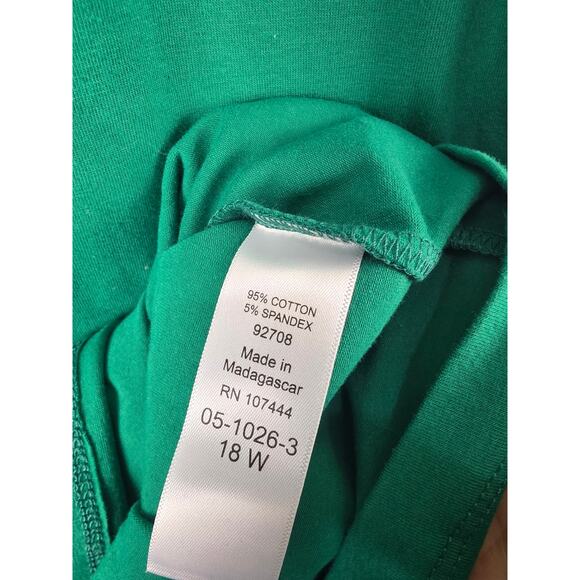 95% COTTON
5% SPANDEX
92708
Made in
Madagascar
RN 107444
05-1026-3
18 W